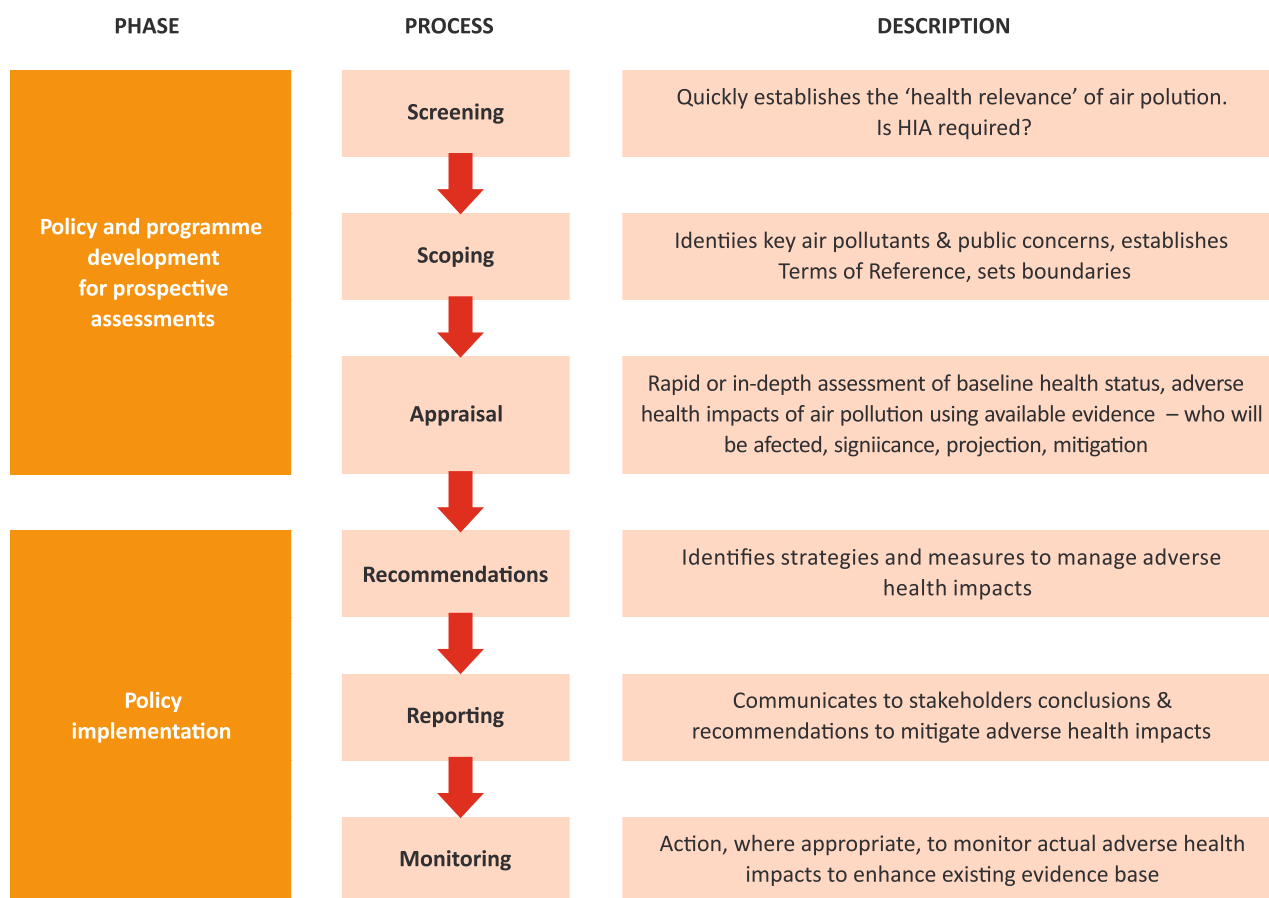 PHASE
PROCESS
DESCRIPTION
Policy and programme
development
for prospective
assessments
Screening
Quickly establishes the ‘health relevance’ of air polution.
Is HIA required?
Scoping
Identiies key air pollutants & public concerns, establishes
Terms of Reference, sets boundaries
Appraisal
Rapid or in-depth assessment of baseline health status, adverse
health impacts of air pollution using available evidence – who will
be afected, signiicance, projection, mitigation
Policy
implementation
Recommendations
Identifies strategies and measures to manage adverse
health impacts
Reporting
Communicates to stakeholders conclusions &
recommendations to mitigate adverse health impacts
Monitoring
Action, where appropriate, to monitor actual adverse health
impacts to enhance existing evidence base